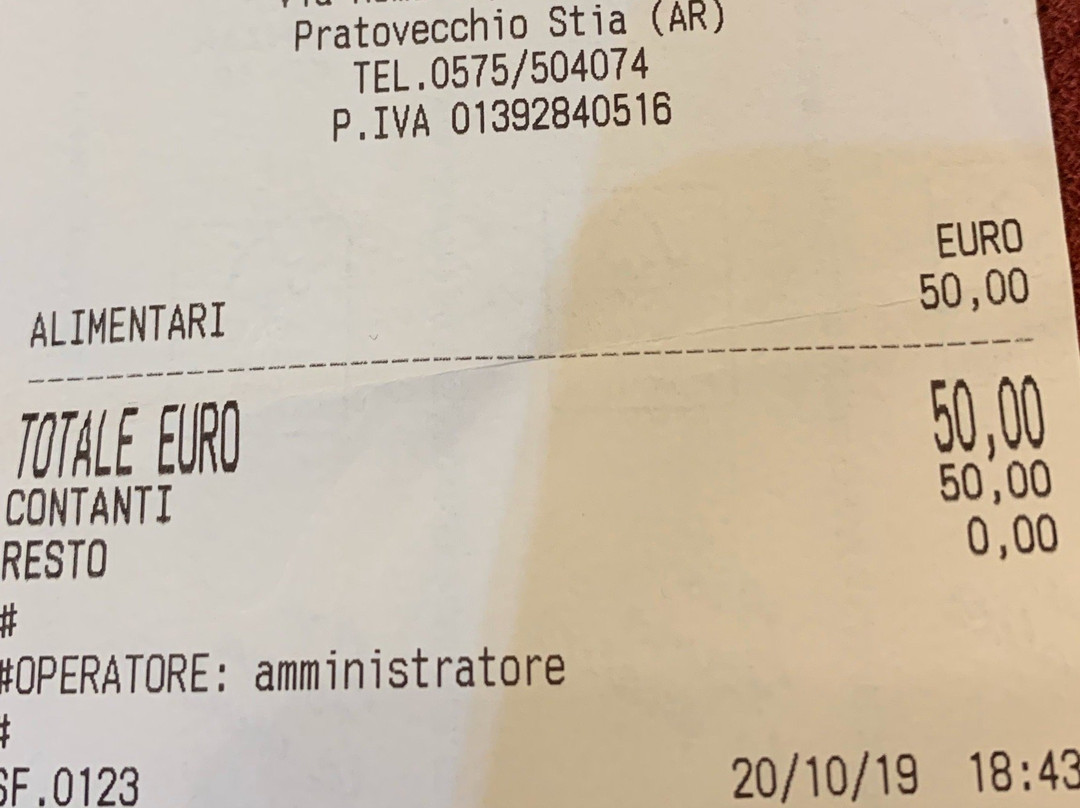 Pratovecchio Stia (AR)
TEL.0575/504074
P.IVA 01392840516
EURO
ALIMENTARI 50,00
TOTALE EURO 50,00
CONTANTI 50,00
RESTO 0,00
#
#OPERATORE: amministratore
#
SF.0123 20/10/19 18:43